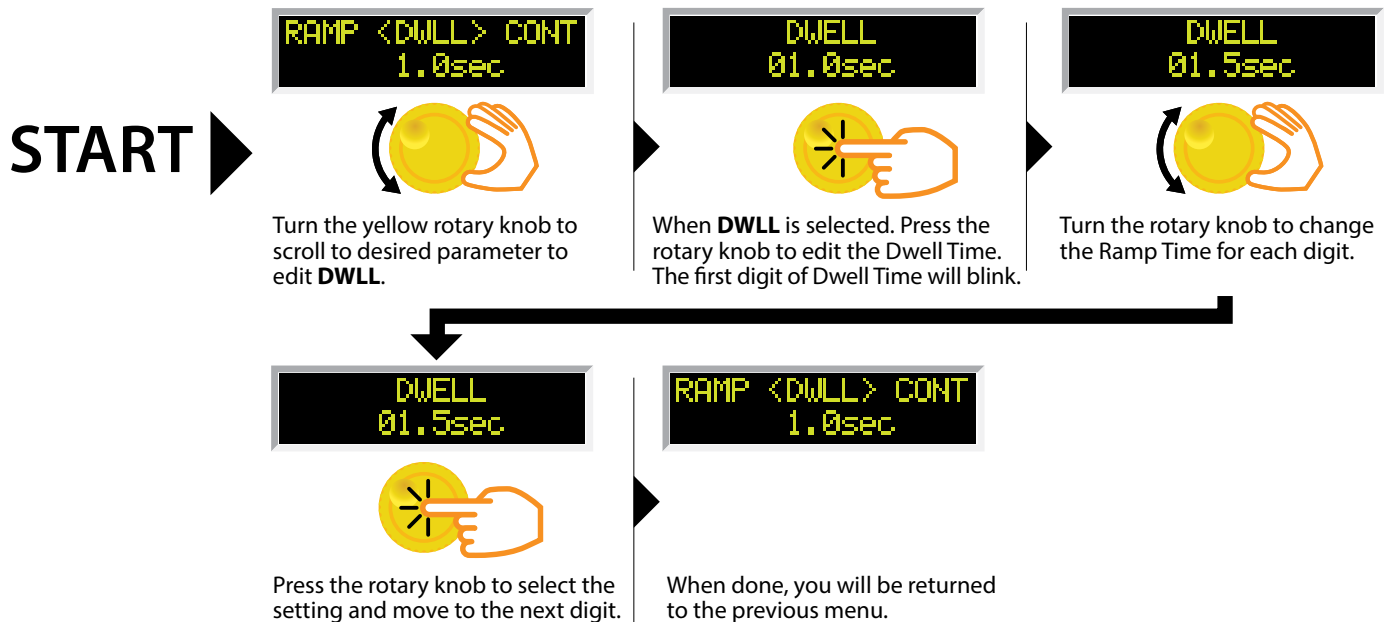 START
RAMP <DWLL> CONT
1.0sec
Turn the yellow rotary knob to
scroll to desired parameter to
edit DWLL.
DWELL
01.0sec
When DWLL is selected. Press the
rotary knob to edit the Dwell Time.
The first digit of Dwell Time will blink.
DWELL
01.5sec
Turn the rotary knob to change
the Ramp Time for each digit.
DWELL
01.5sec
Press the rotary knob to select the
setting and move to the next digit.
RAMP <DWLL> CONT
1.0sec
When done, you will be returned
to the previous menu.